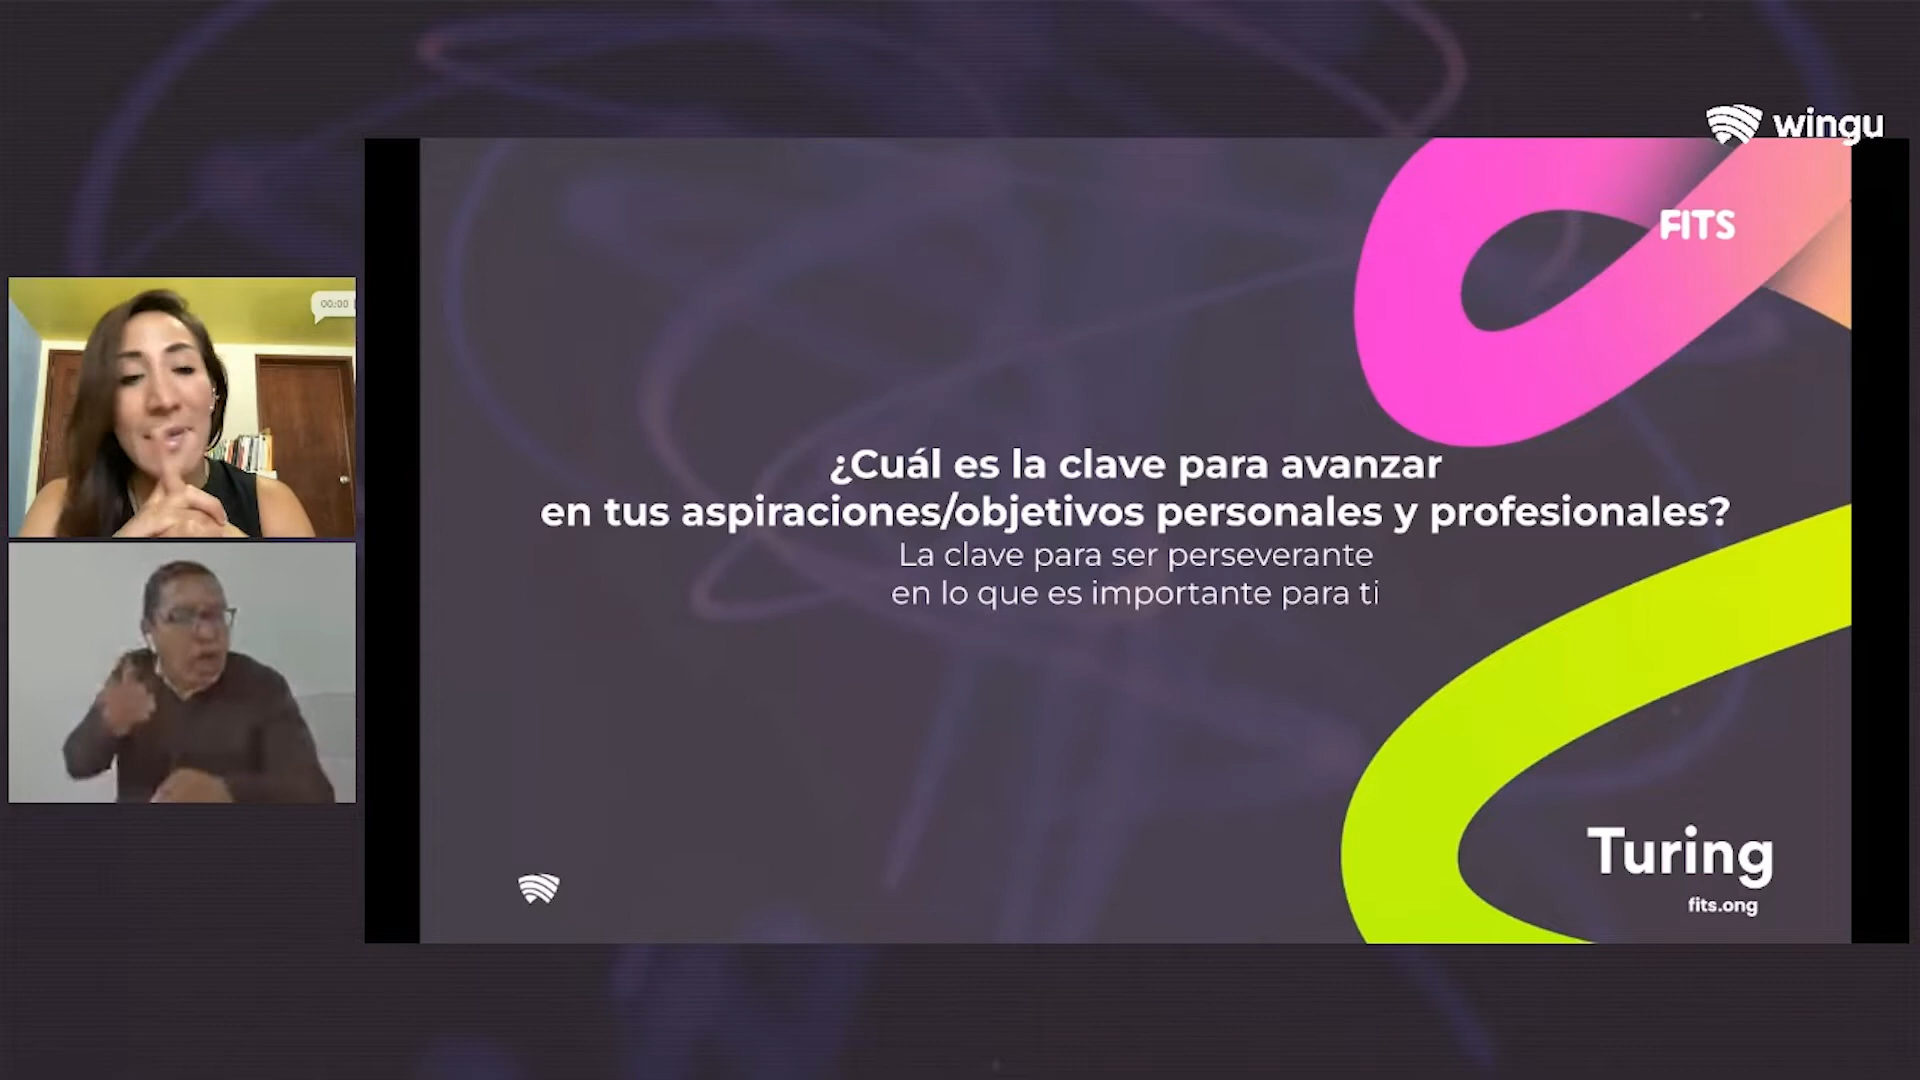 wingu
FITS
00:00
¿Cuál es la clave para avanzar
en tus aspiraciones/objetivos personales y profesionales?
La clave para ser perseverante
en lo que es importante para ti
Turing
fits.ong